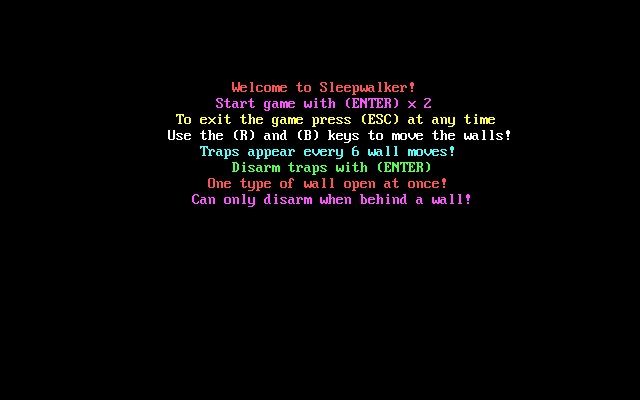 Welcome to Sleepwalker!
Start game with (ENTER) x 2
To exit the game press (ESC) at any time
Use the (R) and (B) keys to move the walls!
Traps appear every 6 wall moves!
Disarm traps with (ENTER)
One type of wall open at once!
Can only disarm when behind a wall!